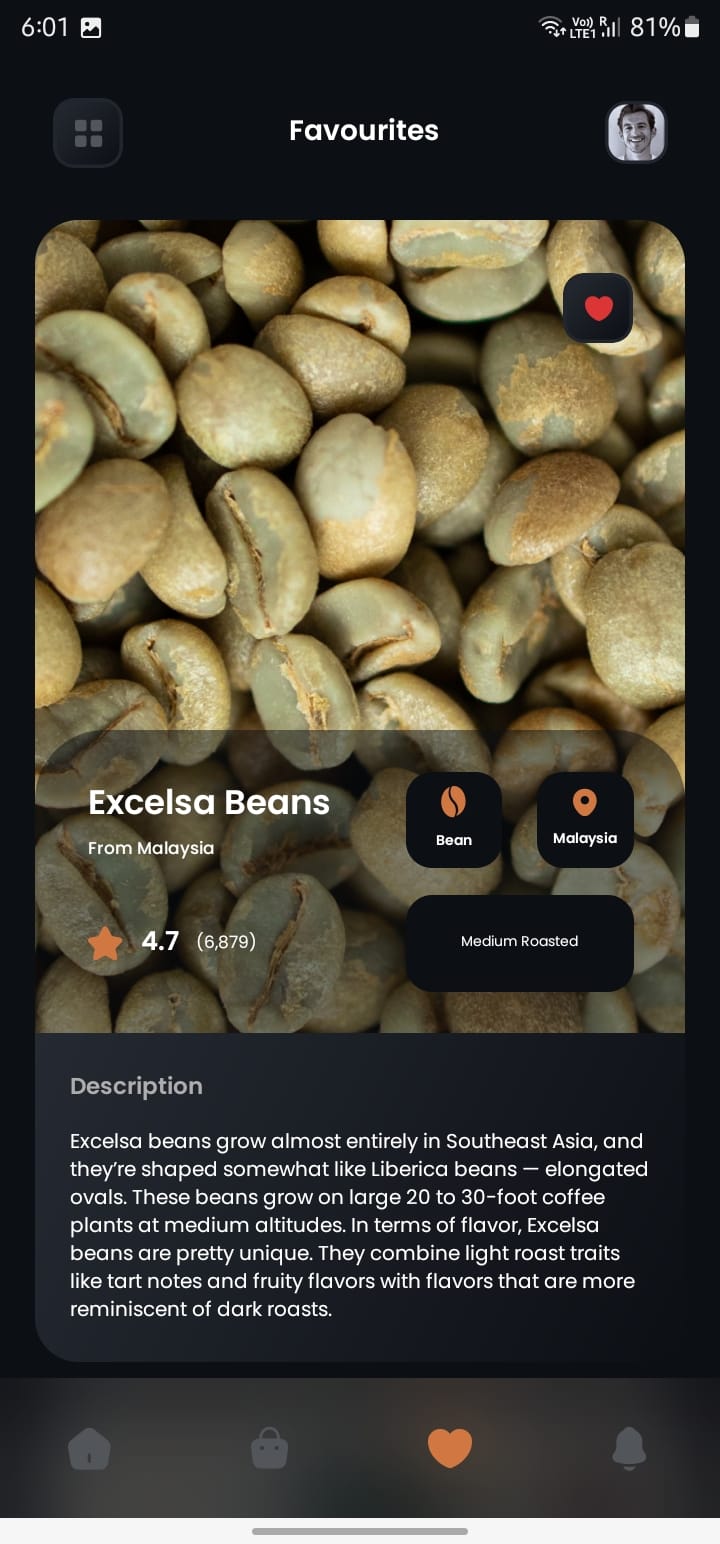 6:01
Vo)) R
LTE1
81%
Favourites
Excelsa Beans
From Malaysia
4.7 (6,879)
Bean
Malaysia
Medium Roasted
Description
Excelsa beans grow almost entirely in Southeast Asia, and
they’re shaped somewhat like Liberica beans — elongated
ovals. These beans grow on large 20 to 30-foot coffee
plants at medium altitudes. In terms of flavor, Excelsa
beans are pretty unique. They combine light roast traits
like tart notes and fruity flavors with flavors that are more
reminiscent of dark roasts.